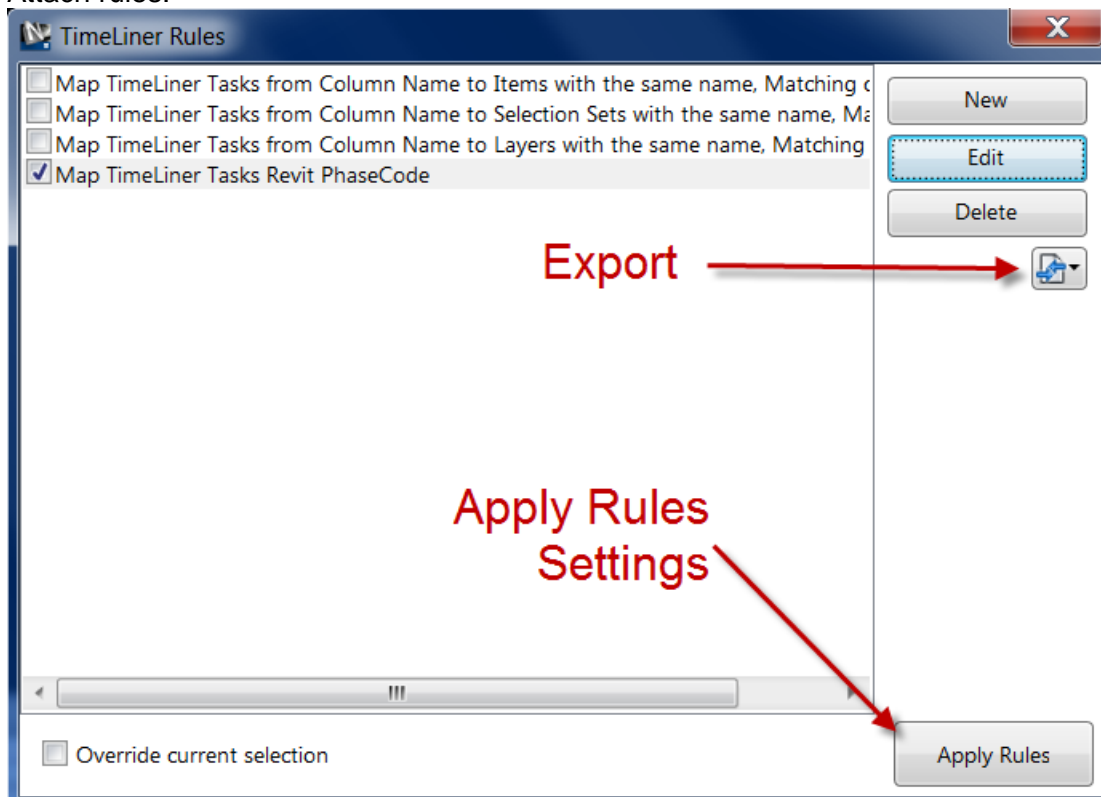 Attach rules.
TimeLiner Rules
Map TimeLiner Tasks from Column Name to Items with the same name, Matching
Map TimeLiner Tasks from Column Name to Selection Sets with the same name,
Map TimeLiner Tasks from Column Name to Layers with the same name, Matching
Map TimeLiner Tasks Revit PhaseCode
New
Edit
Delete
Export
Apply Rules
Settings
Override current selection
Apply Rules